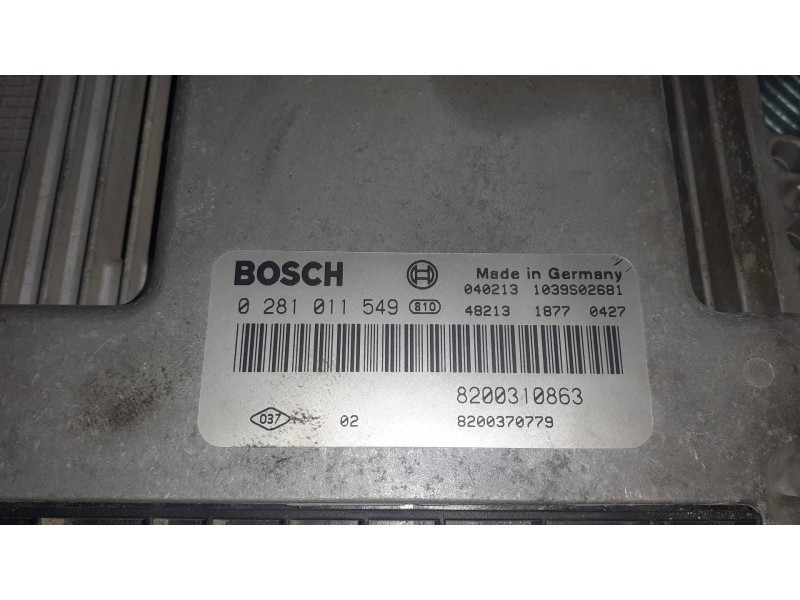 BOSCH Made in Germany
040213 1039S02681
0 281 011 549 810 48213 1877 0427
8200310863
037 02 8200370779